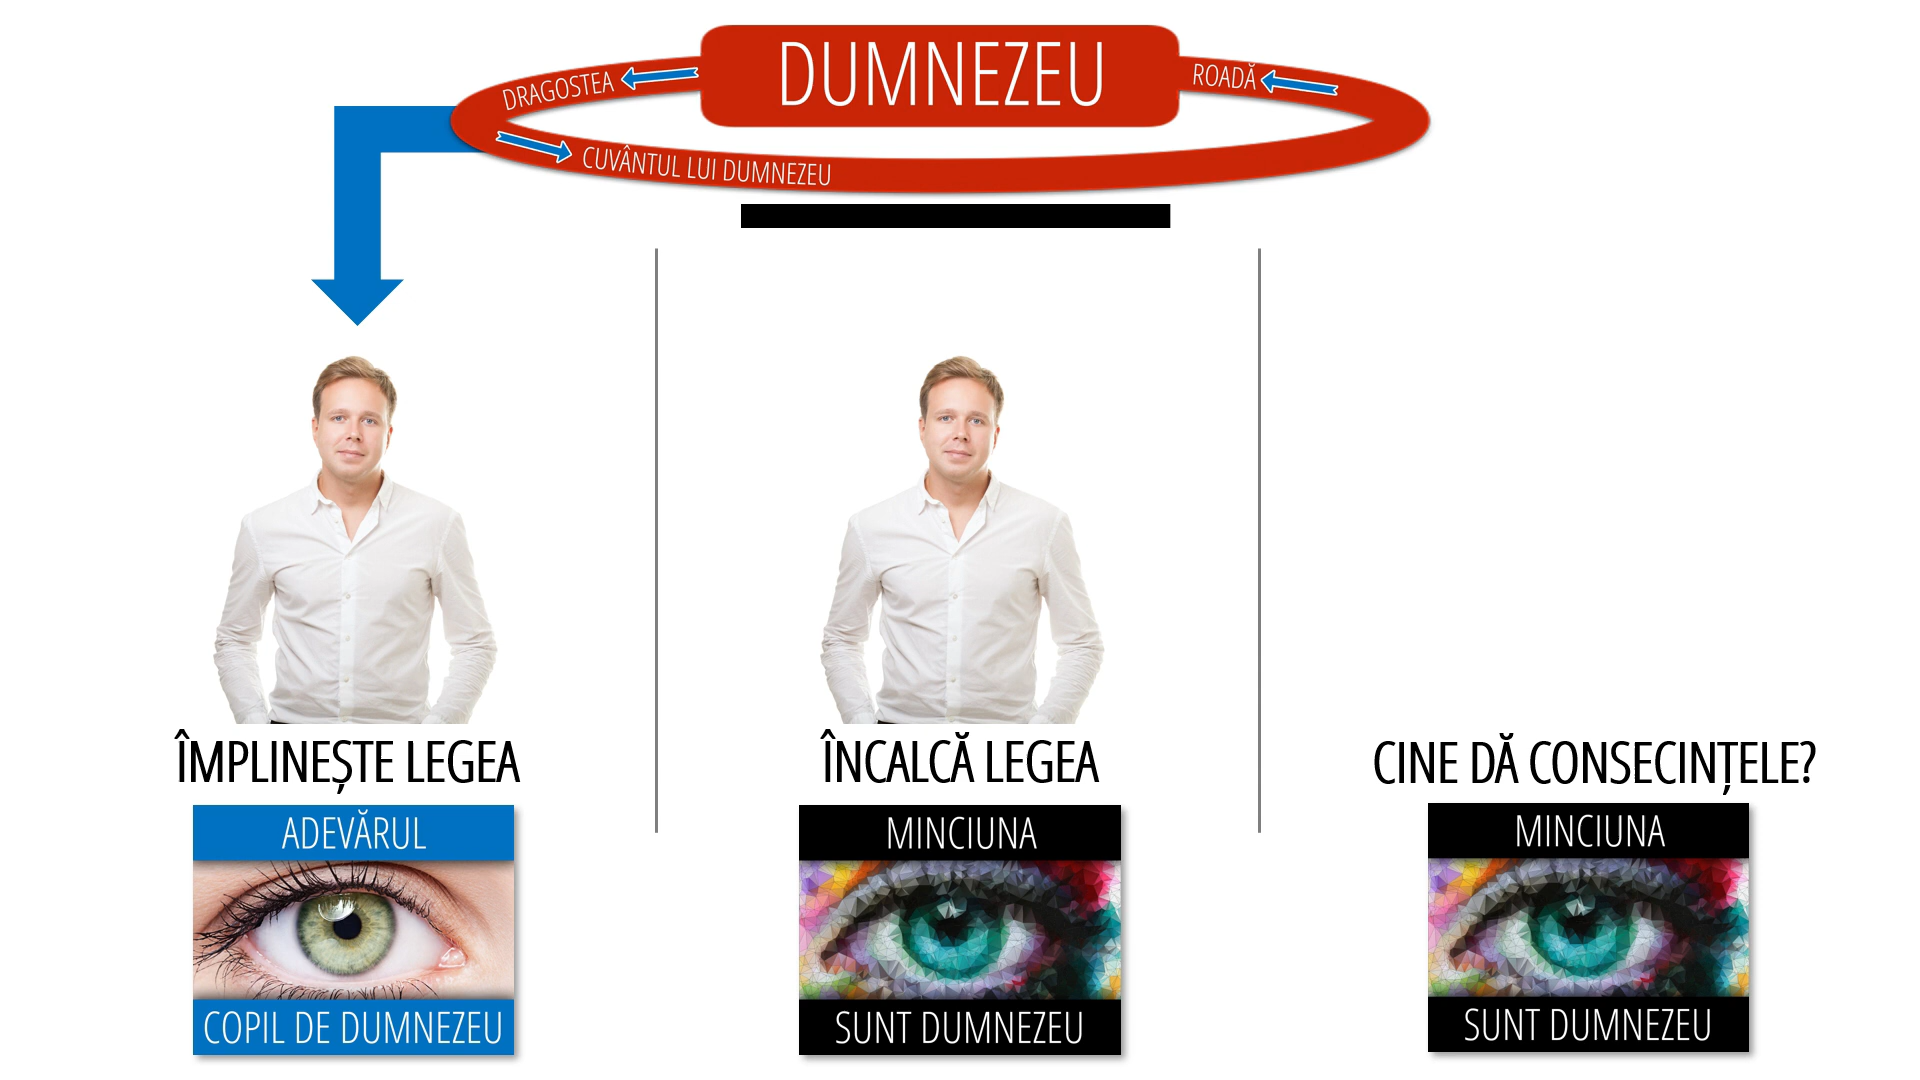 DUMNEZEU
DRAGOSTEA
ROADĂ
CUVÂNTUL LUI DUMNEZEU
ÎMPLINEȘTE LEGEA
ADEVĂRUL
COPIL DE DUMNEZEU
ÎNCALCĂ LEGEA
MINCIUNA
SUNT DUMNEZEU
CINE DĂ CONSECINȚELE?
MINCIUNA
SUNT DUMNEZEU